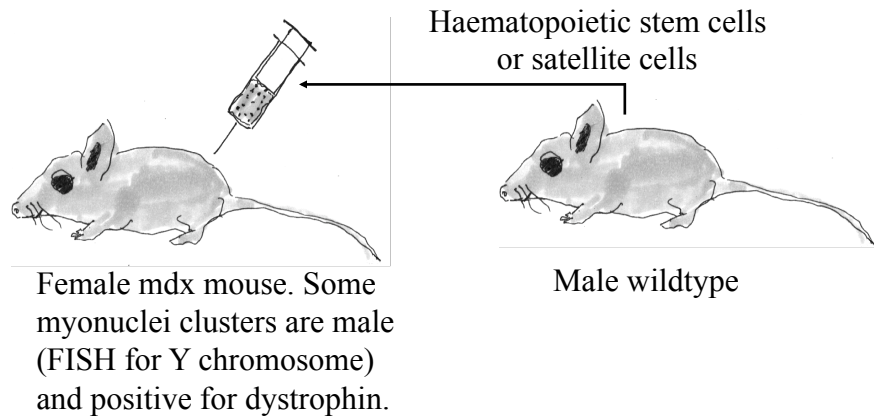 Haematopoietic stem cells
or satellite cells
Female mdx mouse. Some
myonuclei clusters are male
(FISH for Y chromosome)
and positive for dystrophin.
Male wildtype